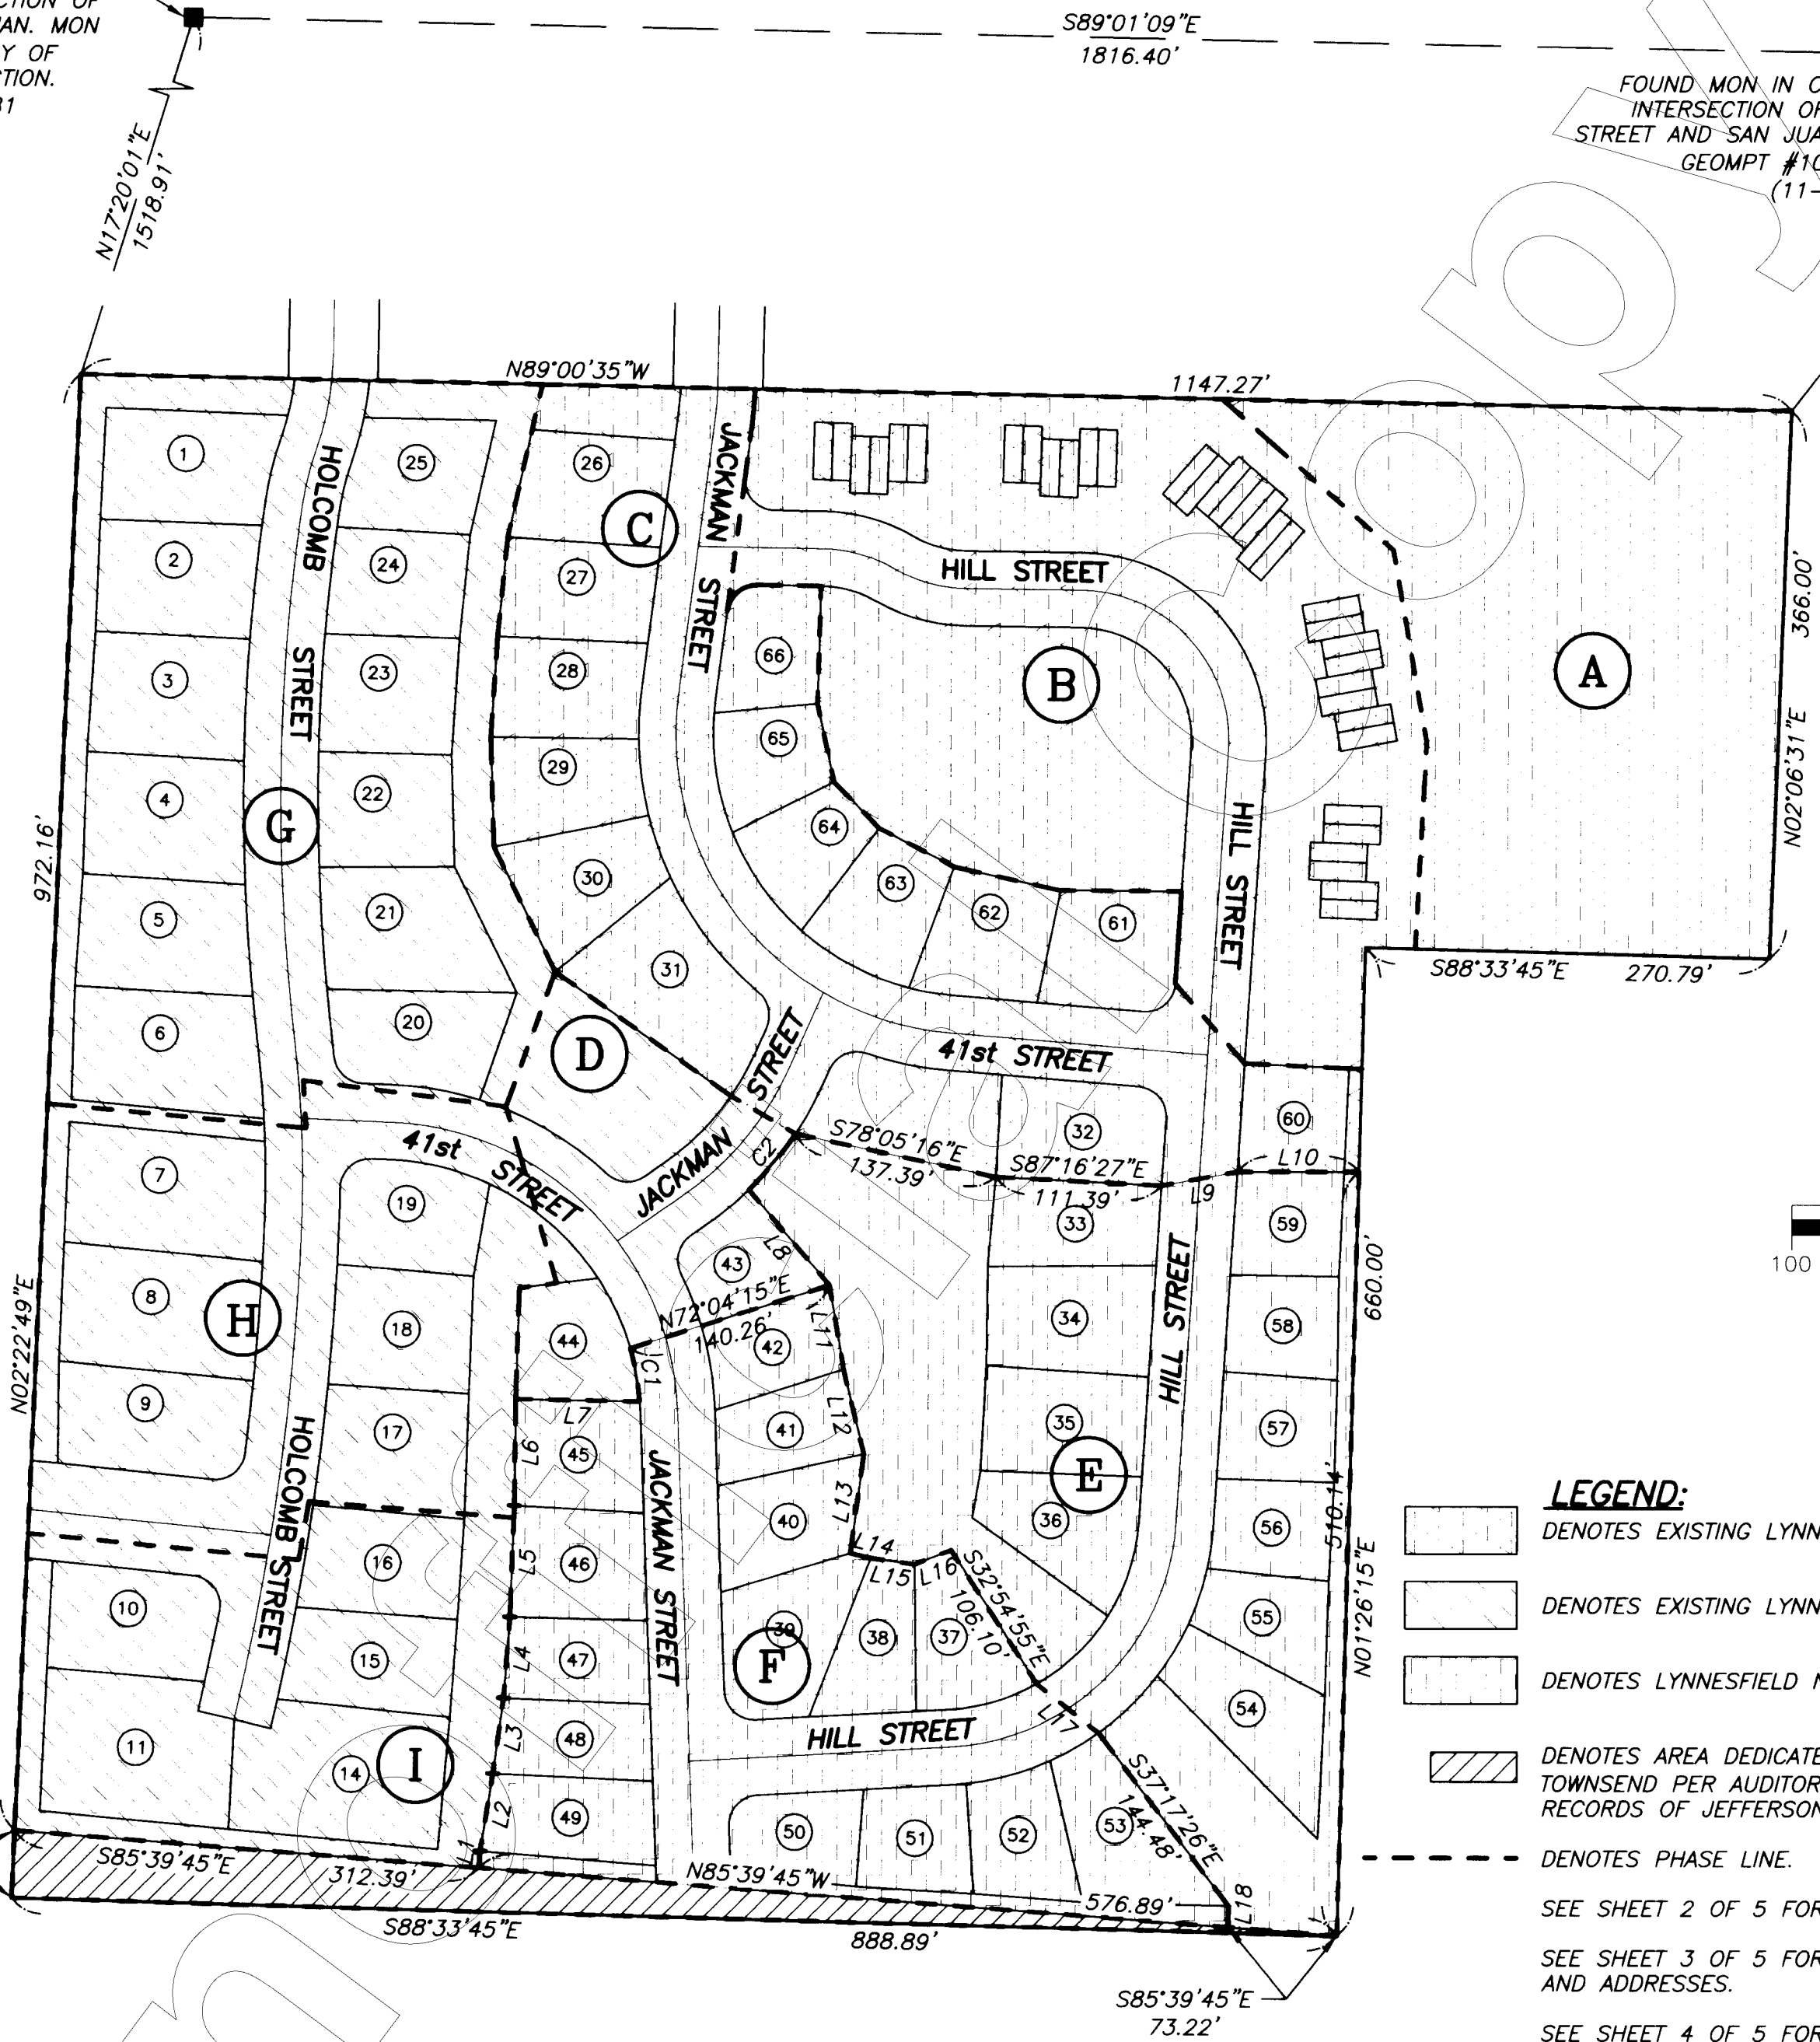 CTION OF
AN. MON
Y OF
TION.
31
S89°01'09"E
1816.40'
FOUND MON IN C
INTERSECTION OF
STREET AND SAN JUA
GEOMPT #10
(11-
N17°20'01"E
1518.91'
N89°00'35"W
1147.27'
366.00'
N02°06'31"E
S88°33'45"E 270.79'
972.16'
N02°22'49"E
HOLCOMB
STREET
JACKMAN
STREET
HILL STREET
HILL STREET
1
2
3
4
5
6
25
24
23
22
21
20
26
27
28
29
30
31
66
65
64
63
62
61
A
B
C
D
G
JACKMAN
STREET
41st STREET
41st STREET
C2
S78°05'16"E
137.39'
S87°16'27"E
111.39'
L9
L10
32
60
7
8
9
H
19
18
17
44
43
L8
N72°04'15"E
140.26'
C1
42
L11
41
L12
40
L13
L14
L15
L16
33
34
35
E
36
HILL STREET
59
58
57
56
55
54
660.00'
510.14'
N01°26'15"E
100
HOLCOMB STREET
10
11
16
15
14
I
L7
L6
L5
L4
L3
L2
L1
45
46
47
48
49
JACKMAN STREET
39
F
38
37
S32°54'55"E
106.10'
L17
HILL STREET
50
51
52
53
S37°17'26"E
144.48'
L18
S85°39'45"E
312.39'
N85°39'45"W
576.89'
S88°33'45"E
888.89'
S85°39'45"E
73.22'
LEGEND:
DENOTES EXISTING LYNN
DENOTES EXISTING LYNN
DENOTES LYNNESFIELD
DENOTES AREA DEDICATE
TOWNSEND PER AUDITOR
RECORDS OF JEFFERSON
DENOTES PHASE LINE.
SEE SHEET 2 OF 5 FOR
SEE SHEET 3 OF 5 FOR
AND ADDRESSES.
SEE SHEET 4 OF 5 FOR